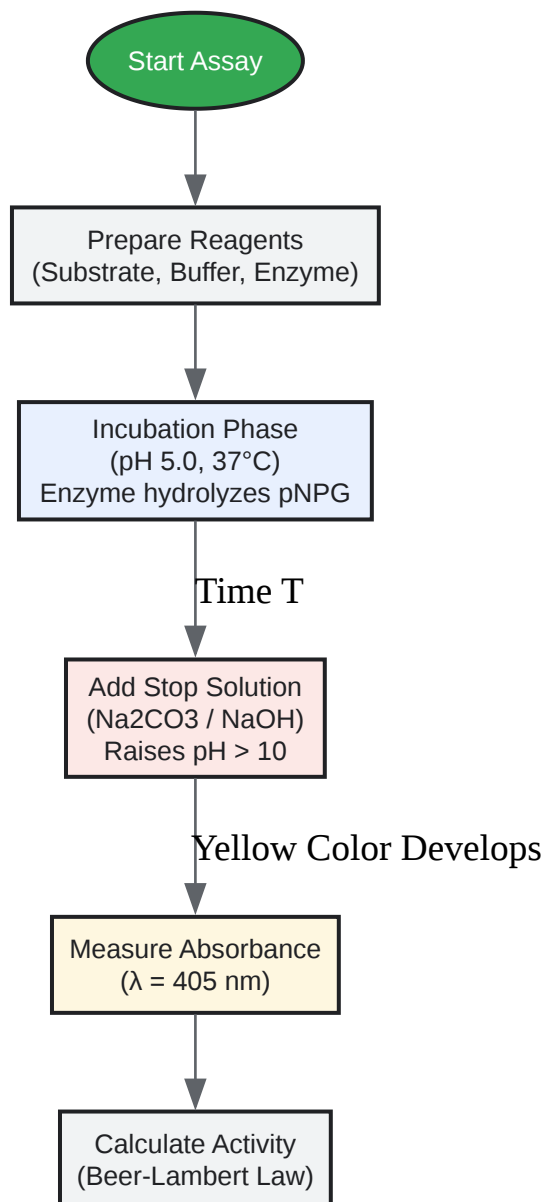 Start Assay
Prepare Reagents
(Substrate, Buffer, Enzyme)
Incubation Phase
(pH 5.0, 37°C)
Enzyme hydrolyzes pNPG
Time T
Add Stop Solution
(Na2CO3 / NaOH)
Raises pH > 10
Yellow Color Develops
Measure Absorbance
(λ = 405 nm)
Calculate Activity
(Beer-Lambert Law)